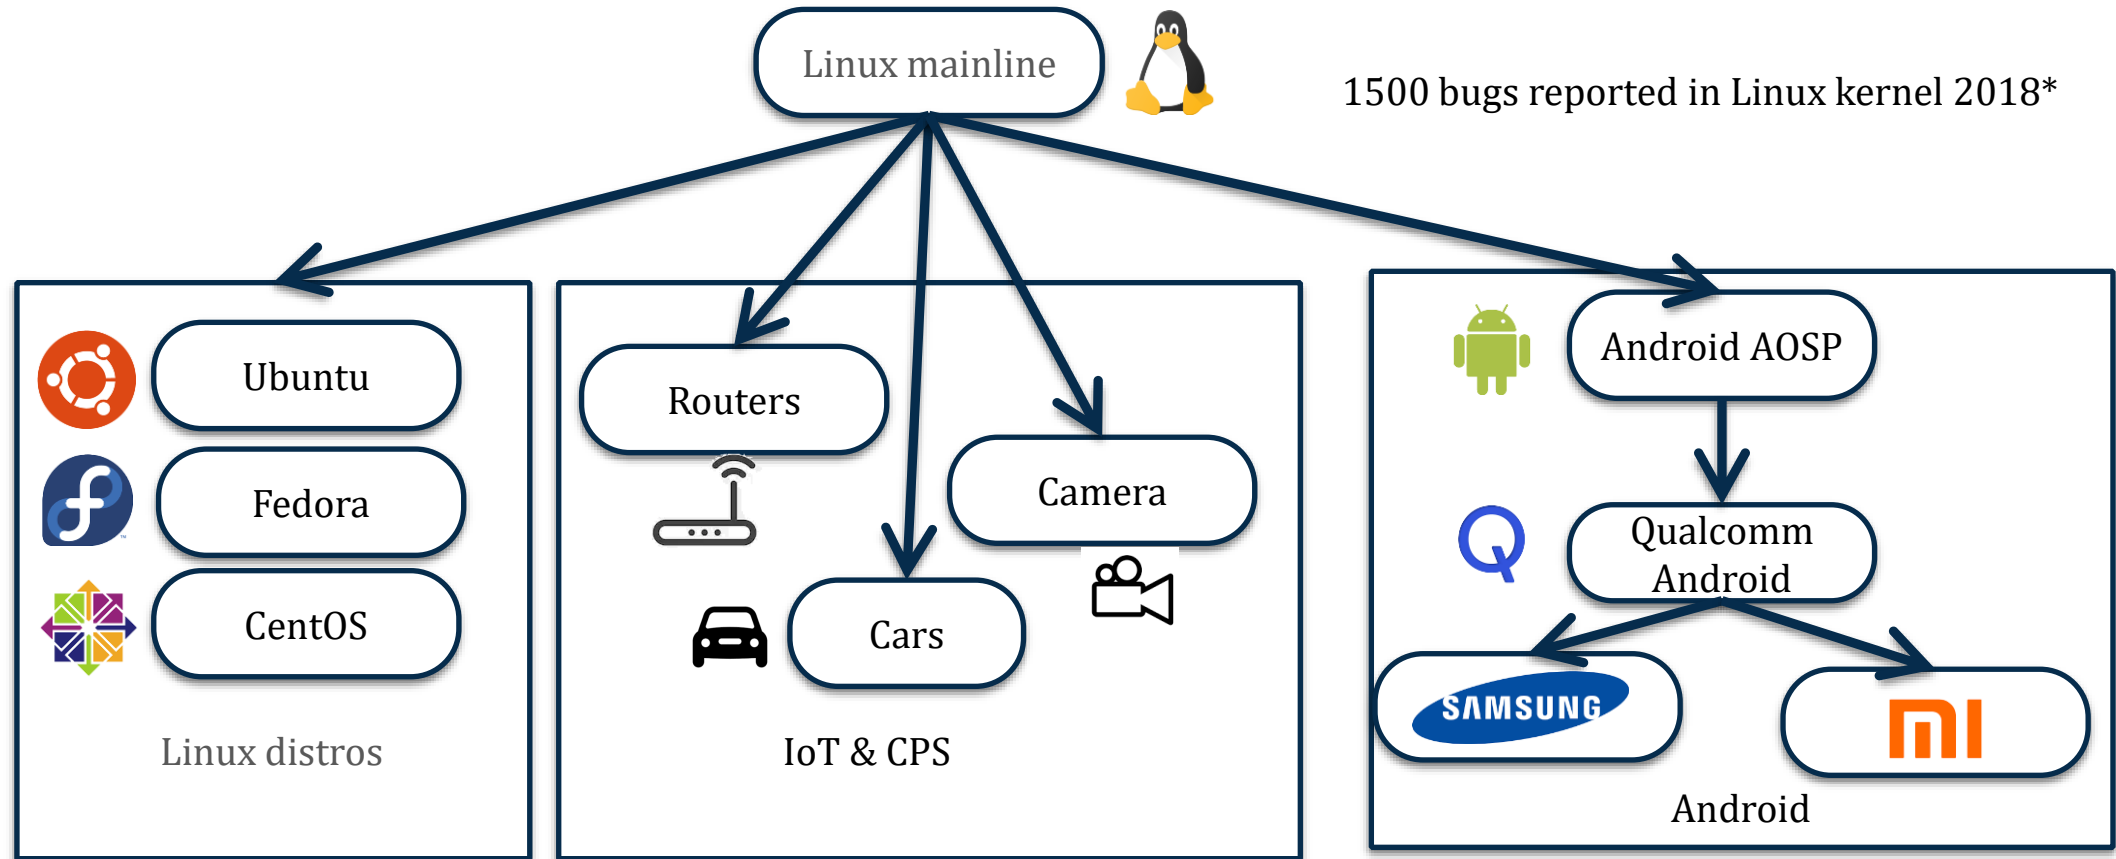 Linux mainline
1500 bugs reported in Linux kernel 2018*
Ubuntu
Fedora
CentOS
Linux distros
Routers
Camera
Cars
IoT & CPS
Android AOSP
Qualcomm
Android
SAMSUNG
MI
Android